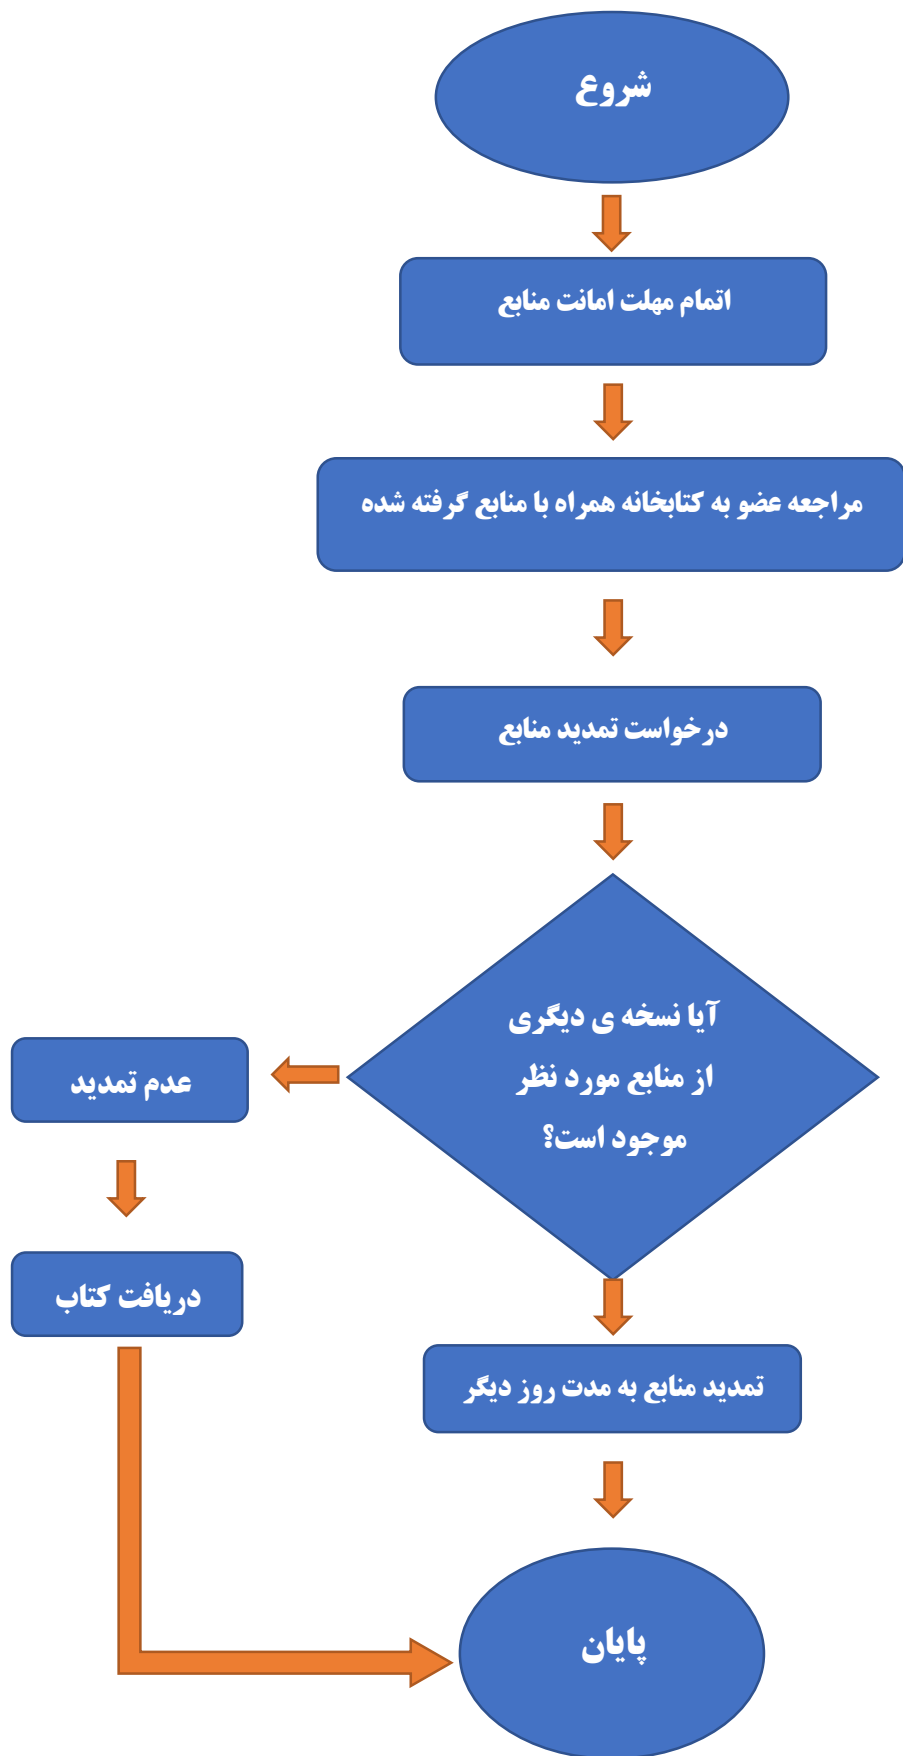 شروع
اتمام مهلت امانت منابع
مراجعه عضو به کتابخانه همراه با منابع گرفته شده
درخواست تمدید منابع
آیا نسخه ی دیگری
از منابع مورد نظر
موجود است؟
عدم تمدید
دریافت کتاب
تمدید منابع به مدت روز دیگر
پایان